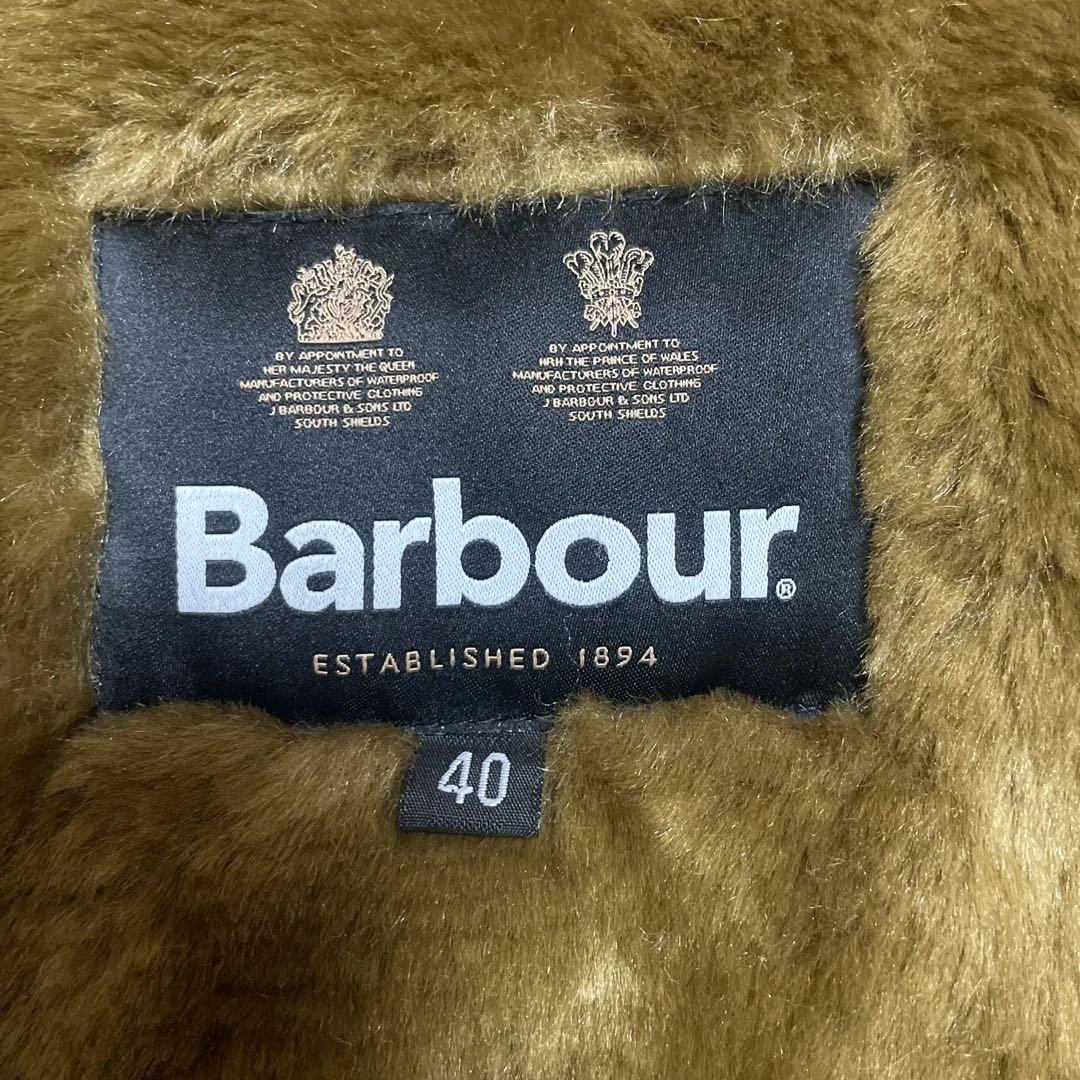 BY APPOINTMENT TO
HER MAJESTY THE QUEEN
MANUFACTURERS OF WATERPROOF
AND PROTECTIVE CLOTHING
J BARBOUR & SONS LTD
SOUTH SHIELDS
BY APPOINTMENT TO
HRH THE PRINCE OF WALES
MANUFACTURERS OF WATERPROOF
AND PROTECTIVE CLOTHING
J BARBOUR & SONS LTD
SOUTH SHIELDS
Barbour®
ESTABLISHED 1894
40